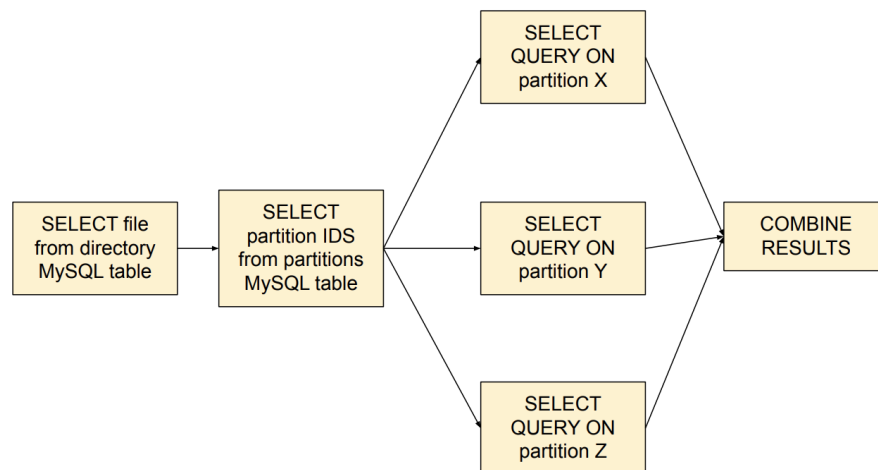 SELECT file
from directory
MySQL table
SELECT
partition IDS
from partitions
MySQL table
SELECT
QUERY ON
partition X
SELECT
QUERY ON
partition Y
SELECT
QUERY ON
partition Z
COMBINE
RESULTS